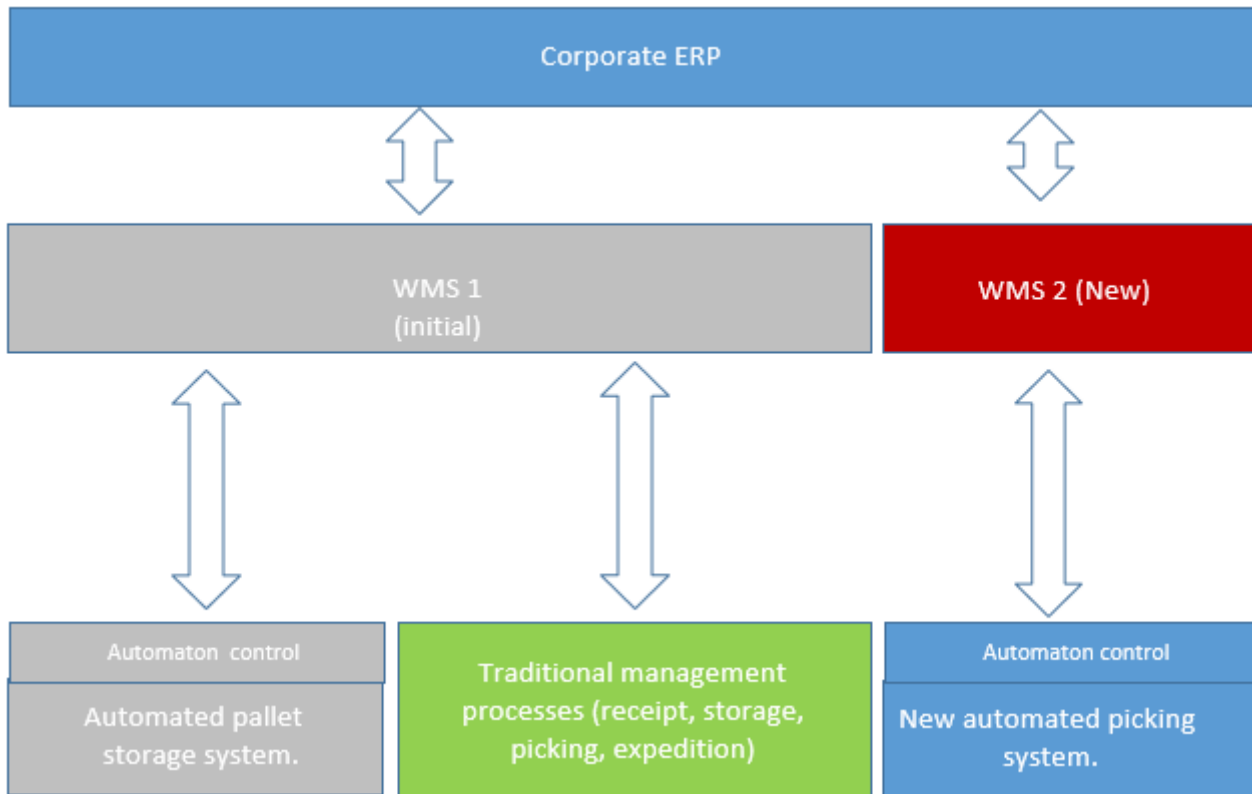 Corporate ERP
WMS 1
(initial)
WMS 2 (New)
Automaton control
Automated pallet
storage system.
Traditional management
processes (receipt, storage,
picking, expedition)
Automaton control
New automated picking
system.